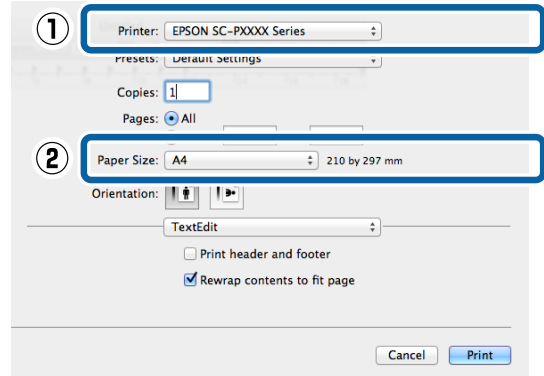 ① Printer: EPSON SC-PXXXX Series
Presets: Default Settings
Copies: 1
Pages: All
② Paper Size: A4 210 by 297 mm
Orientation:
TextEdit
Print header and footer
Rewrap contents to fit page
Cancel Print